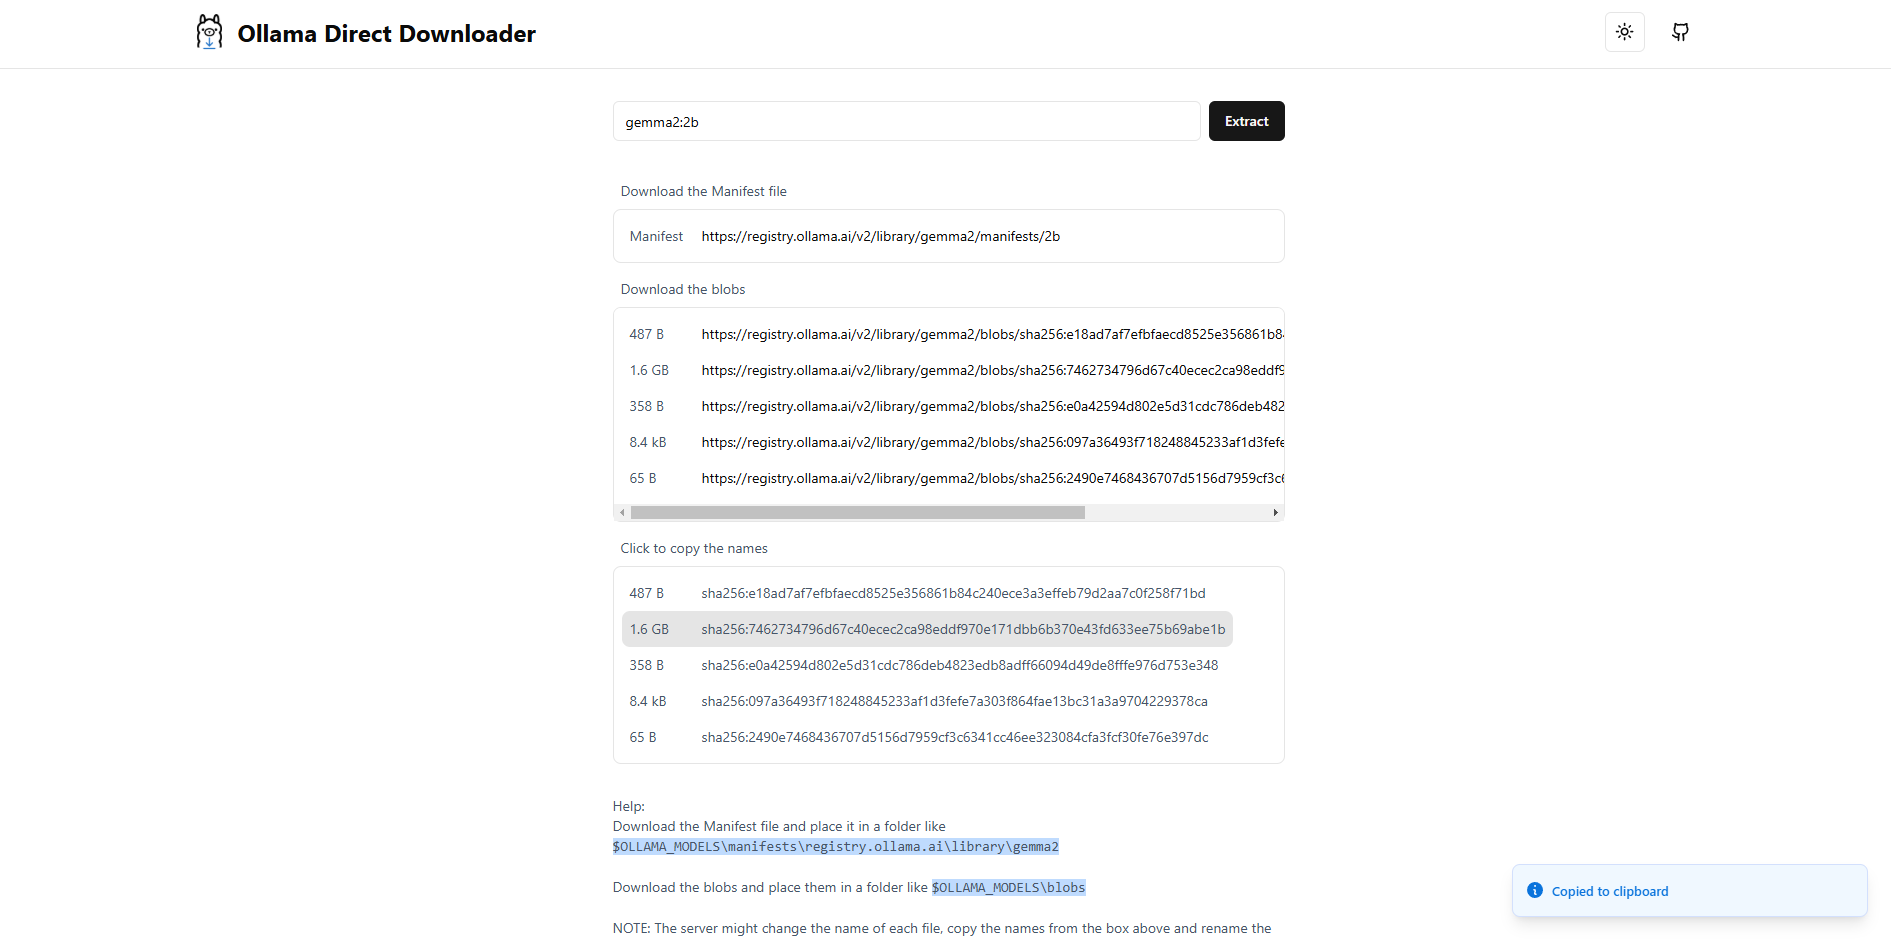 Ollama Direct Downloader
gemma2:2b
Extract
Download the Manifest file
Manifest https://registry.ollama.ai/v2/library/gemma2/manifests/2b
Download the blobs
487 B https://registry.ollama.ai/v2/library/gemma2/blobs/sha256:e18ad7af7efbfaecd8525e356861b84
1.6 GB https://registry.ollama.ai/v2/library/gemma2/blobs/sha256:7462734796d67c40ecec2ca98eddf9
358 B https://registry.ollama.ai/v2/library/gemma2/blobs/sha256:e0a42594d802e5d31cdc786deb482
8.4 kB https://registry.ollama.ai/v2/library/gemma2/blobs/sha256:097a36493f718248845233af1d3fefe
65 B https://registry.ollama.ai/v2/library/gemma2/blobs/sha256:2490e7468436707d5156d7959cf3c6
Click to copy the names
487 B sha256:e18ad7af7efbfaecd8525e356861b84c240ece3a3effeb79d2aa7c0f258f71bd
1.6 GB sha256:7462734796d67c40ecec2ca98eddf970e171dbb6b370e43fd633ee75b69abe1b
358 B sha256:e0a42594d802e5d31cdc786deb4823edb8adff66094d49de8fffe976d753e348
8.4 kB sha256:097a36493f718248845233af1d3fefe7a303f864fae13bc31a3a9704229378ca
65 B sha256:2490e7468436707d5156d7959cf3c6341cc46ee323084cfa3fcf30fe76e397dc
Help:
Download the Manifest file and place it in a folder like
$OLLAMA_MODELS\manifests\registry.ollama.ai\library\gemma2
Download the blobs and place them in a folder like $OLLAMA_MODELS\blobs
Copied to clipboard
NOTE: The server might change the name of each file, copy the names from the box above and rename the